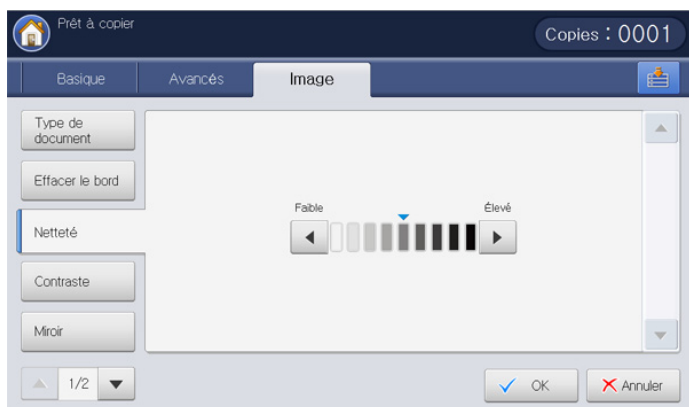 Prêt à copier
Copies : 0001
Basique
Avancés
Image
Type de
document
Effacer le bord
Netteté
Contraste
Miroir
Faible
Élevé
1/2
OK
Annuler